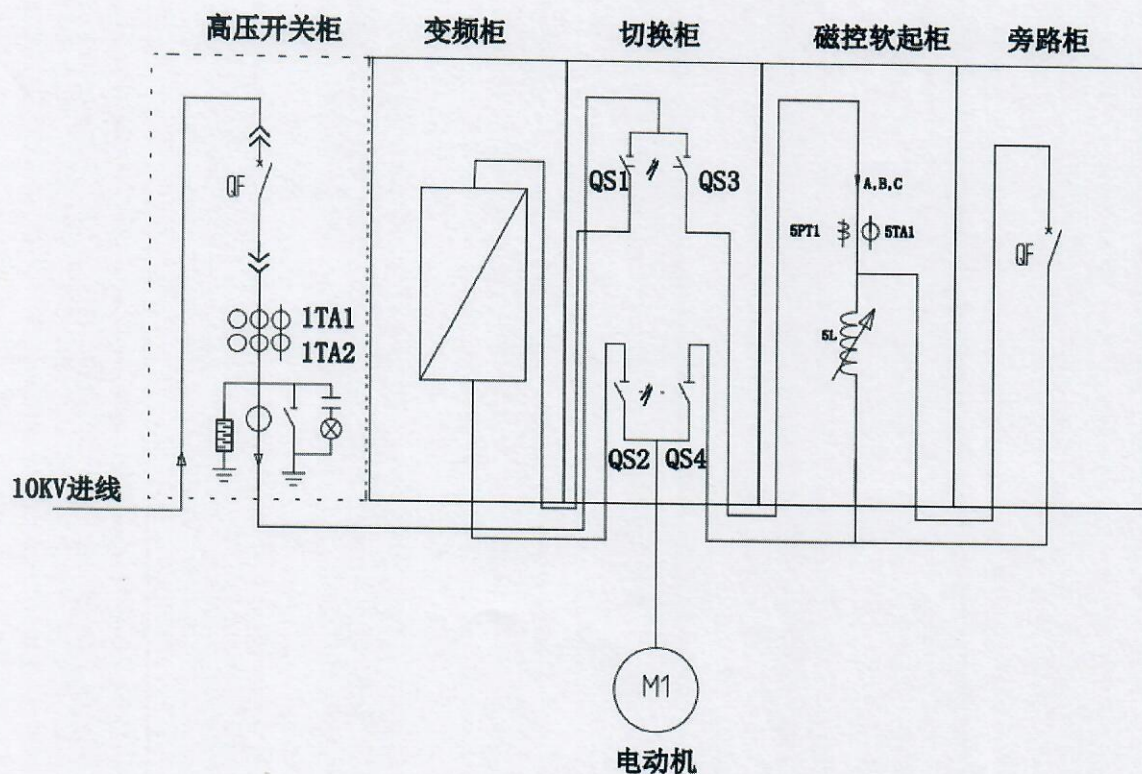 高压开关柜 变频柜 切换柜 磁控软起柜 旁路柜
QF
QS1
QS3
A,B,C
5PT1
5TA1
QF
1TA1
1TA2
5L
QS2
QS4
10KV进线
M1
电动机